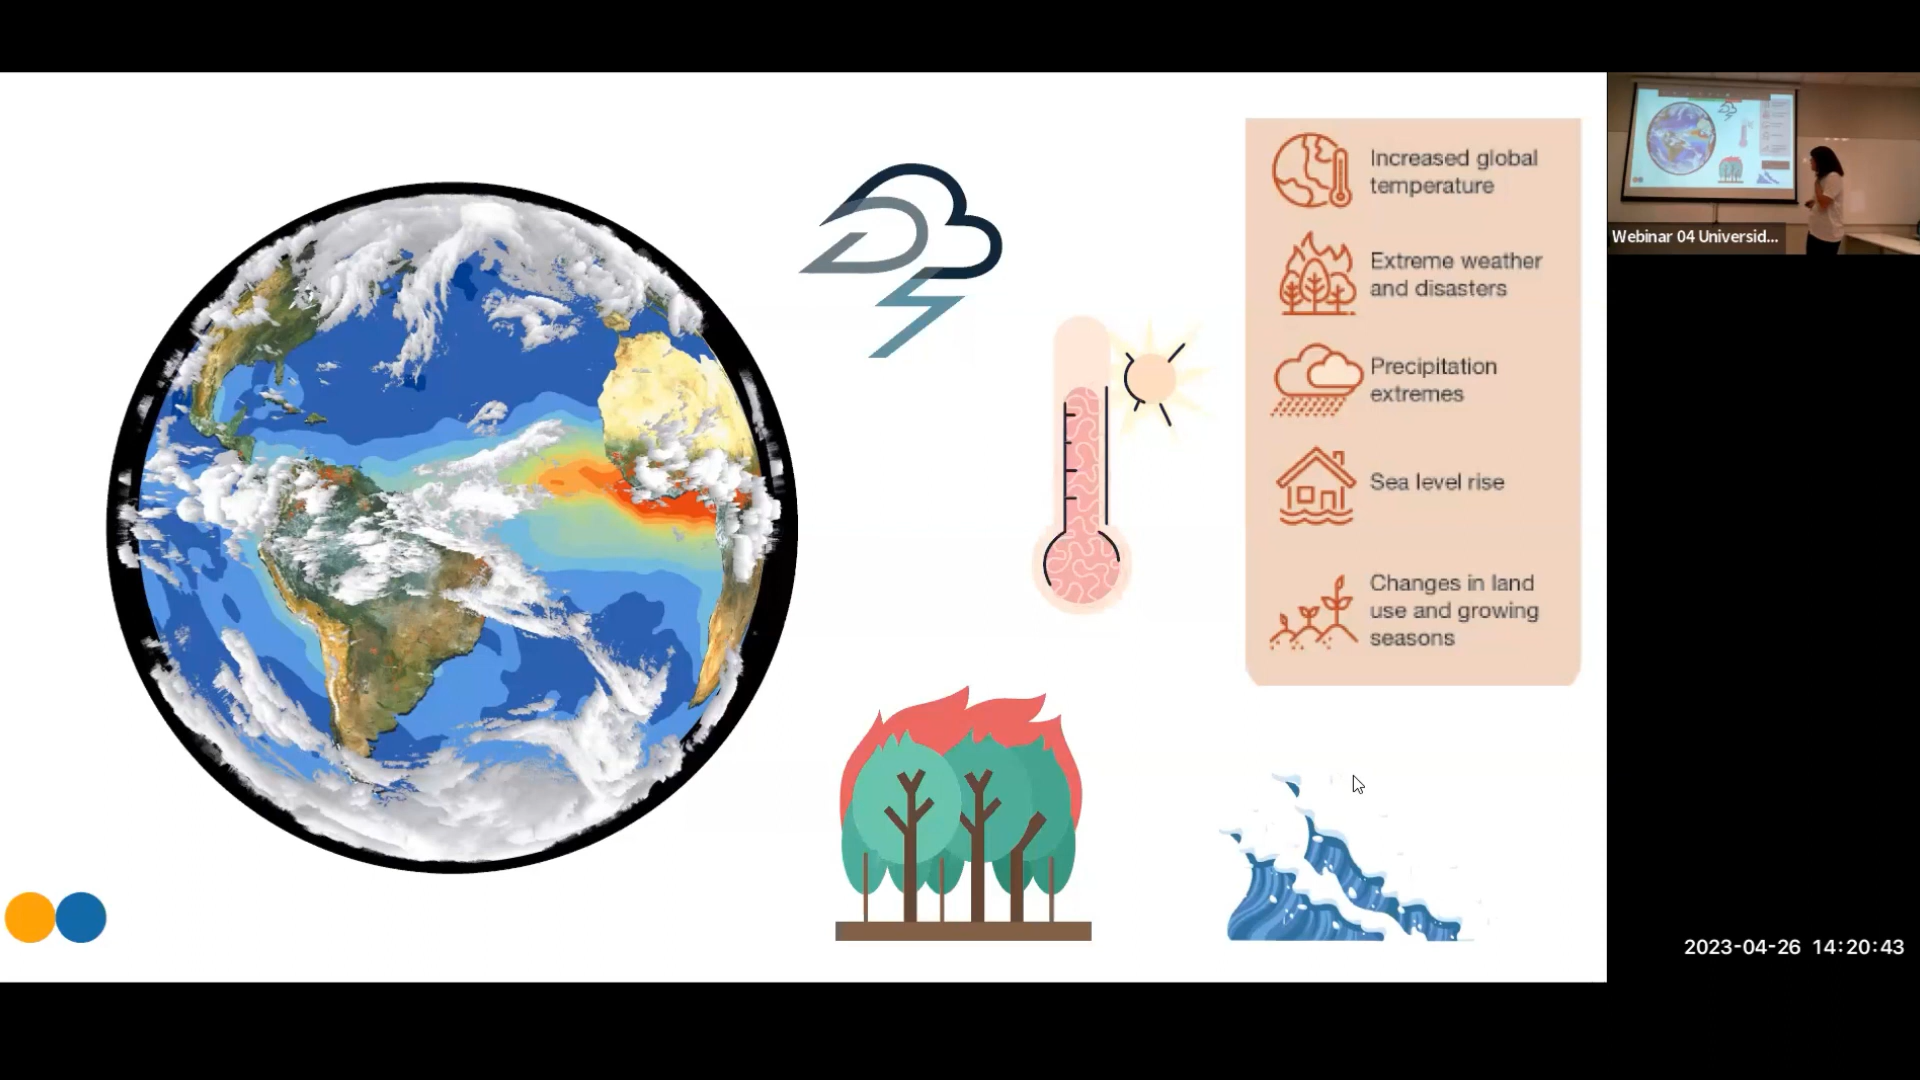 Increased global
temperature
Extreme weather
and disasters
Precipitation
extremes
Sea level rise
Changes in land
use and growing
seasons
Webinar 04 Universid...
2023-04-26 14:20:43